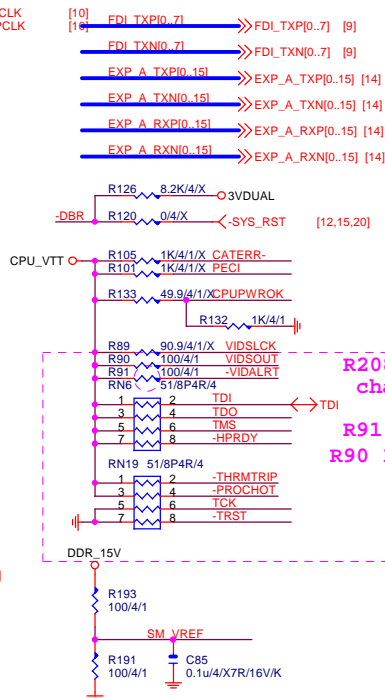 CLK [10]
PCLK [10]
FDI_TXP[0..7] FDI_TXP[0..7] [9]
FDI_TXN[0..7] FDI_TXN[0..7] [9]
EXP_A_TXP[0..15] EXP_A_TXP[0..15] [14]
EXP_A_TXN[0..15] EXP_A_TXN[0..15] [14]
EXP_A_RXP[0..15] EXP_A_RXP[0..15] [14]
EXP_A_RXN[0..15] EXP_A_RXN[0..15] [14]
R126 8.2K/4/X 3VDUAL
-DBR R120 0/4/X -SYS_RST [12,15,20]
CPU_VTT R105 1K/4/1/X CATERR-
R101 1K/4/1/X PECI
R133 49.9/4/1/X CPUPWROK
R132 1K/4/1
R89 90.9/4/1/X VIDSLCK
R90 100/4/1 VIDSOUT
R91 100/4/1 -VIDALRT
RN6 51/8P4R/4
1 2 TDI TDI
3 4 TDO
5 6 TMS
7 8 -HPRDY
R91
R90
RN19 51/8P4R/4
1 2 -THRMTRIP
3 4 -PROCHOT
5 6 TCK
7 8 -TRST
DDR_15V
R193
100/4/1
SM_VREF
R191
100/4/1
C85
0.1u/4/X7R/16V/K